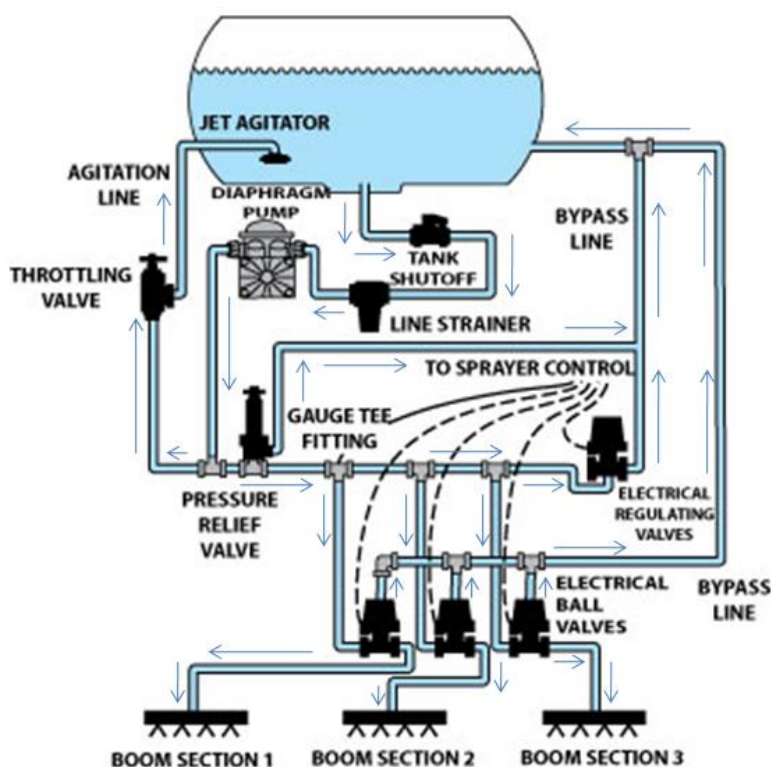 JET AGITATOR
AGITATION
LINE
DIAPHRAGM
PUMP
BYPASS
LINE
TANK
SHUTOFF
THROTTLING
VALVE
LINE STRAINER
TO SPRAYER CONTROL
GAUGE TEE
FITTING
PRESSURE
RELIEF
VALVE
ELECTRICAL
REGULATING
VALVES
ELECTRICAL
BALL
VALVES
BYPASS
LINE
BOOM SECTION 1
BOOM SECTION 2
BOOM SECTION 3